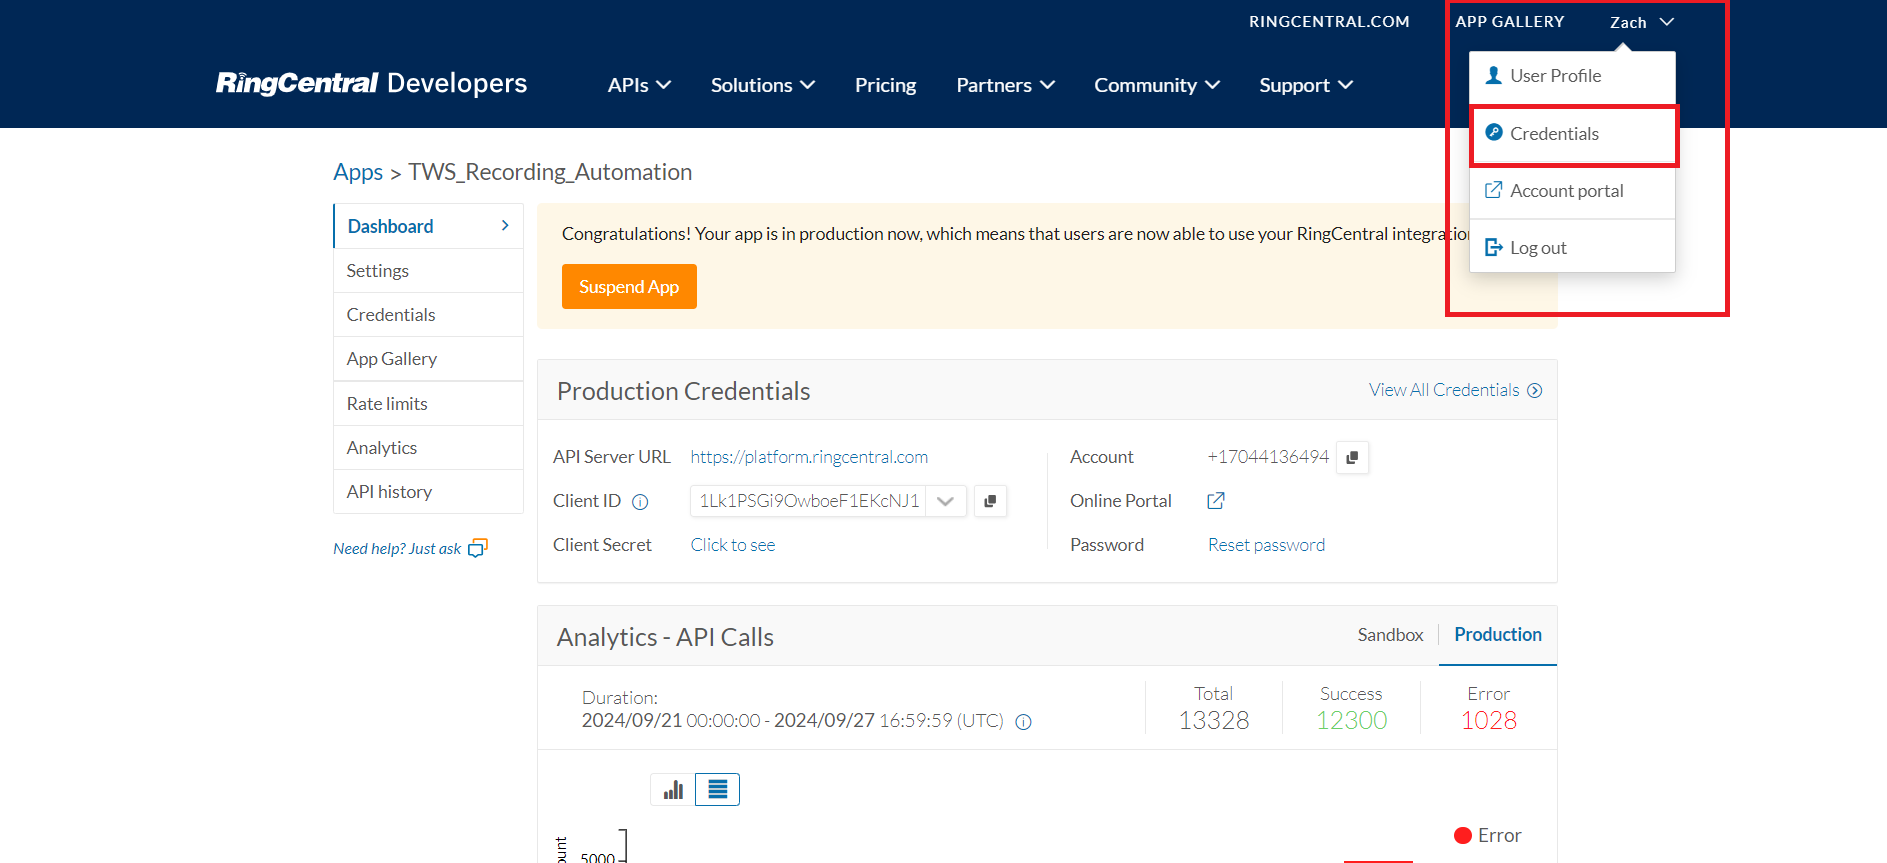 RINGCENTRAL.COM APP GALLERY Zach
RingCentral Developers APIs Solutions Pricing Partners Community Support
User Profile
Credentials
Account portal
Log out
Apps > TWS_Recording_Automation
Dashboard
Settings
Credentials
App Gallery
Rate limits
Analytics
API history
Need help? Just ask
Congratulations! Your app is in production now, which means that users are now able to use your RingCentral integratio
Suspend App
Production Credentials View All Credentials
API Server URL https://platform.ringcentral.com
Client ID 1Lk1PSGi9OwboeF1EKcNJ1
Client Secret Click to see
Account +17044136494
Online Portal
Password Reset password
Analytics - API Calls Sandbox Production
Duration:
2024/09/21 00:00:00 - 2024/09/27 16:59:59 (UTC)
Total
13328
Success
12300
Error
1028
Error
5000